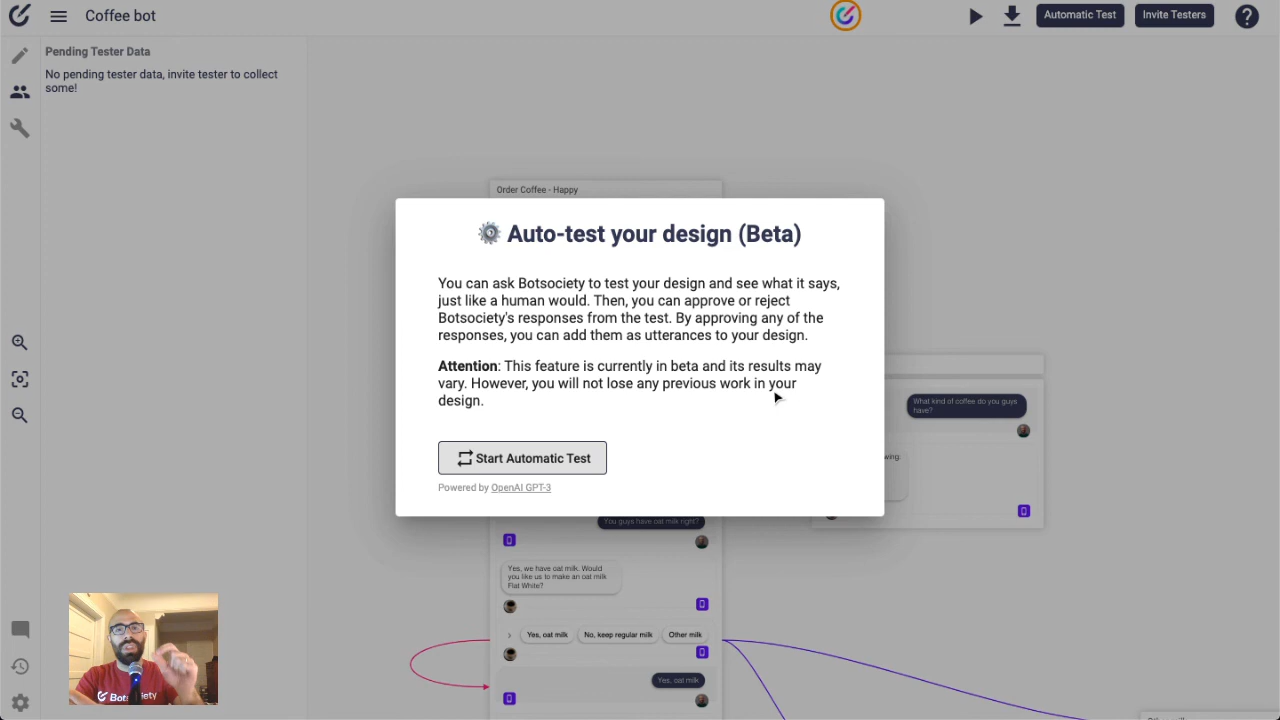 Coffee bot
Automatic Test
Invite Testers
Pending Tester Data
No pending tester data, invite tester to collect
some!
Order Coffee - Happy
Auto-test your design (Beta)
You can ask Botsociety to test your design and see what it says,
just like a human would. Then, you can approve or reject
Botsociety's responses from the test. By approving any of the
responses, you can add them as utterances to your design.
Attention: This feature is currently in beta and its results may
vary. However, you will not lose any previous work in your
design.
Start Automatic Test
Powered by OpenAI GPT-3
What kind of coffee do you guys
have?
You guys have oat milk right?
Yes, we have oat milk. Would
you like us to make an oat milk
Flat White?
Yes, oat milk
No, keep regular milk
Other milk
Yes, oat milk